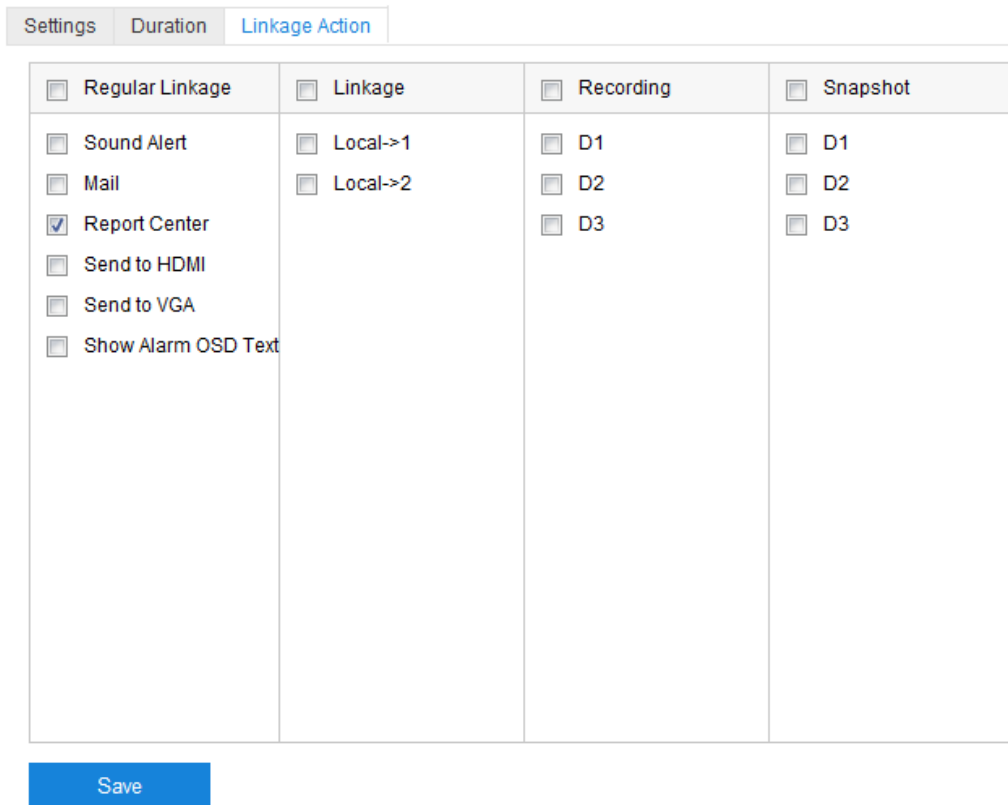 Settings Duration Linkage Action
Regular Linkage Linkage Recording Snapshot
Sound Alert Local->1 D1 D1
Mail Local->2 D2 D2
Report Center D3 D3
Send to HDMI
Send to VGA
Show Alarm OSD Text
Save